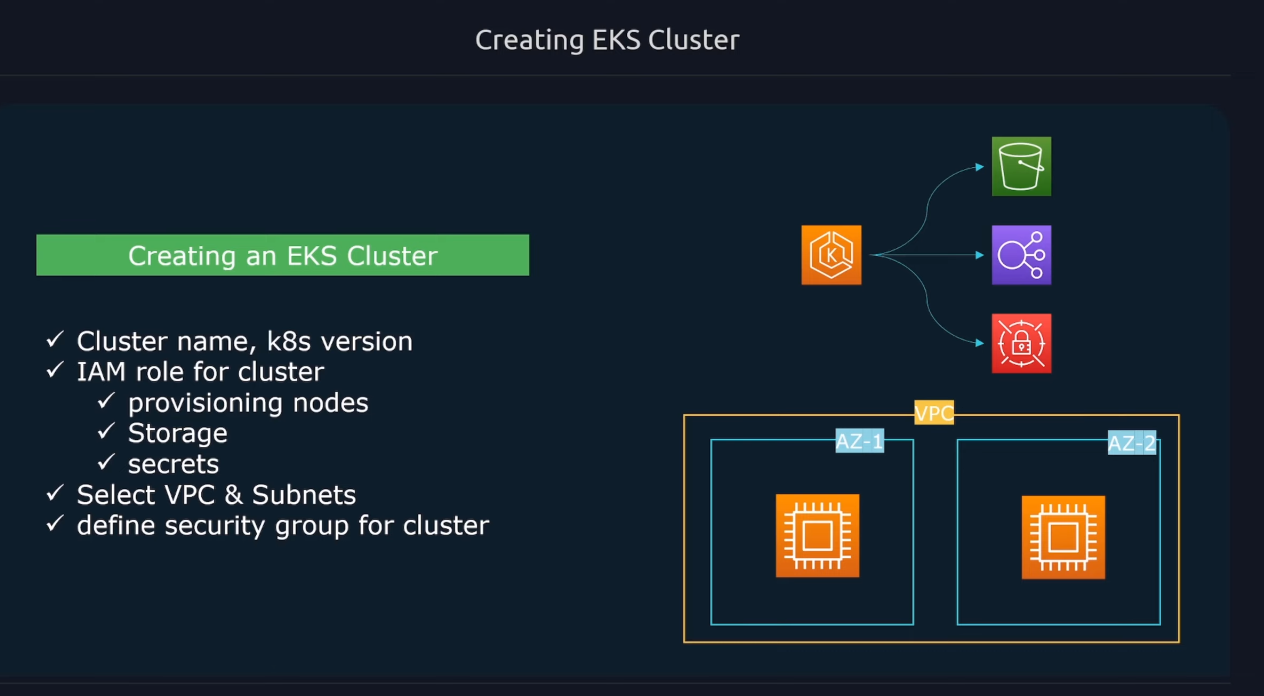 Creating EKS Cluster
Creating an EKS Cluster
✓ Cluster name, k8s version
✓ IAM role for cluster
✓ provisioning nodes
✓ Storage
✓ secrets
✓ Select VPC & Subnets
✓ define security group for cluster
K
VPC
AZ-1
AZ-2